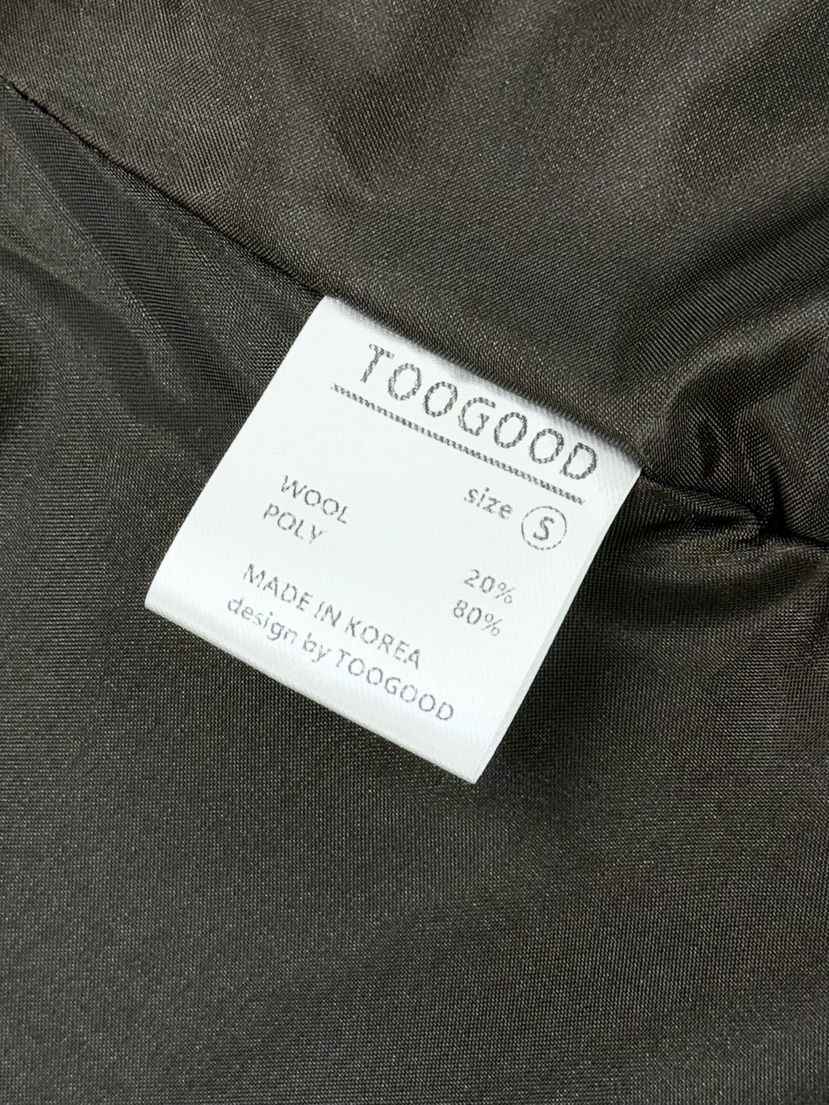 TOOGOOD
size Ⓢ
WOOL 20%
POLY 80%
MADE IN KOREA
design by TOOGOOD